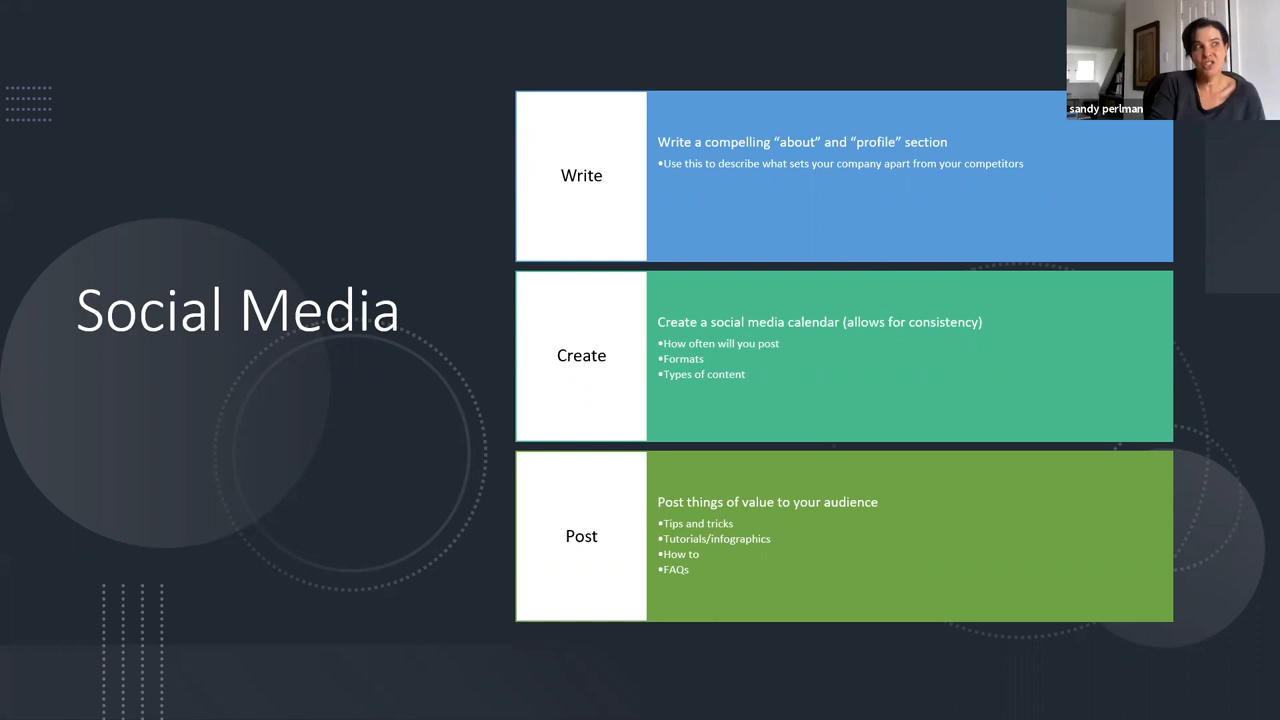 sandy perlman
Social Media
Write
Write a compelling “about” and “profile” section
•Use this to describe what sets your company apart from your competitors
Create
Create a social media calendar (allows for consistency)
•How often will you post
•Formats
•Types of content
Post
Post things of value to your audience
•Tips and tricks
•Tutorials/infographics
•How to
•FAQs